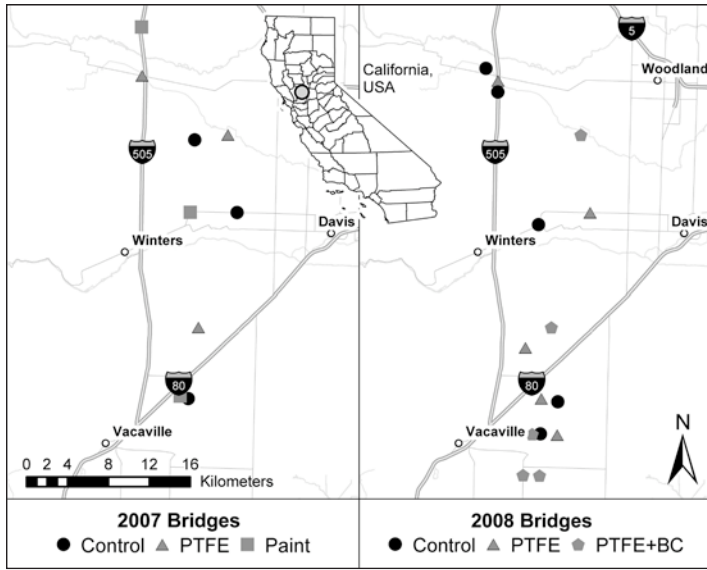 5
Woodland
California,
USA
505
505
Davis
Davis
Winters
Winters
80
80
Vacaville
Vacaville
N
0 2 4 8 12 16
Kilometers
2007 Bridges
Control PTFE Paint
2008 Bridges
Control PTFE PTFE+BC